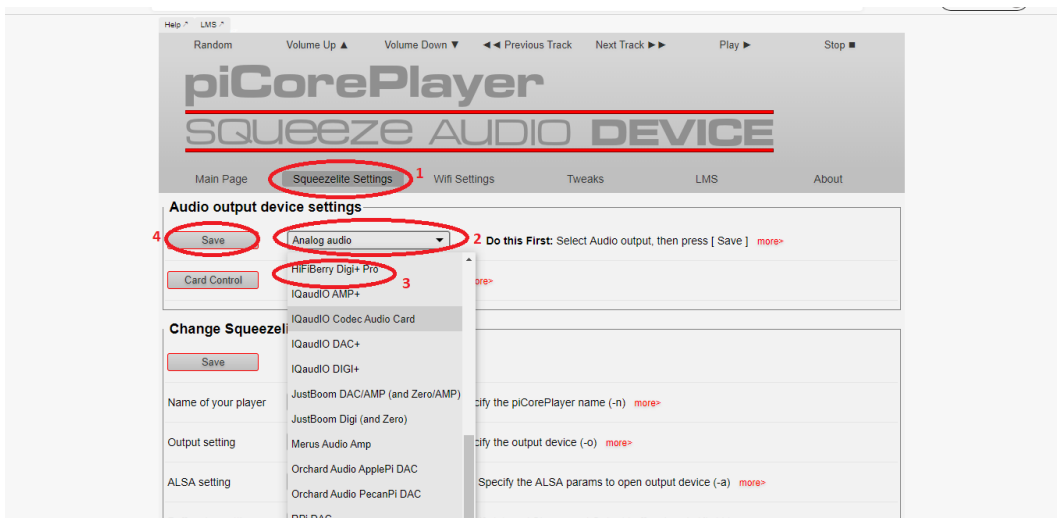 Help LMS
Random Volume Up ▲ Volume Down ▼ ◄◄ Previous Track Next Track ►► Play ► Stop ■
piCorePlayer
SQUEEZE AUDIO DEVICE
Main Page Squeezelite Settings 1 Wifi Settings Tweaks LMS About
Audio output device settings
4 Save Analog audio 2 Do this First: Select Audio output, then press [ Save ] more>
HiFiBerry Digi+ Pro
Card Control 3 ore>
IQaudIO AMP+
IQaudIO Codec Audio Card
Change Squeezeli
IQaudIO DAC+
Save IQaudIO DIGI+
JustBoom DAC/AMP (and Zero/AMP)
Name of your player cify the piCorePlayer name (-n) more>
JustBoom Digi (and Zero)
Output setting Merus Audio Amp cify the output device (-o) more>
Orchard Audio ApplePi DAC
ALSA setting Specify the ALSA params to open output device (-a) more>
Orchard Audio PecanPi DAC
RPi DAC